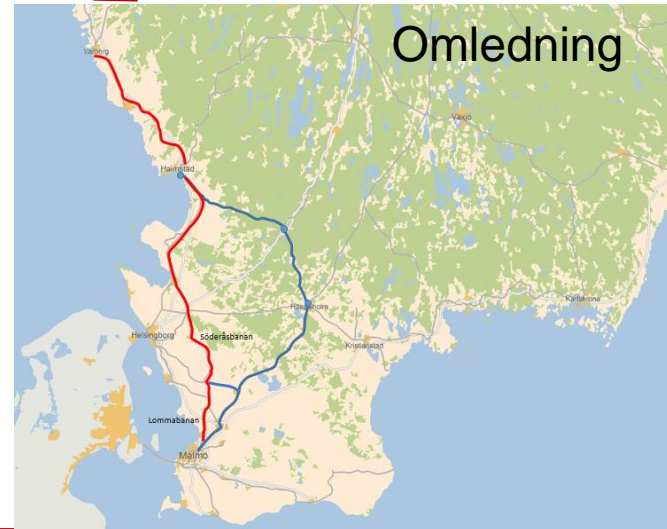 Omledning
Varberg
Växjö
Halmstad
Hässleholm
Karlskrona
Helsingborg
Söderåsbanan
Kristianstad
Lommabanan
Malmö